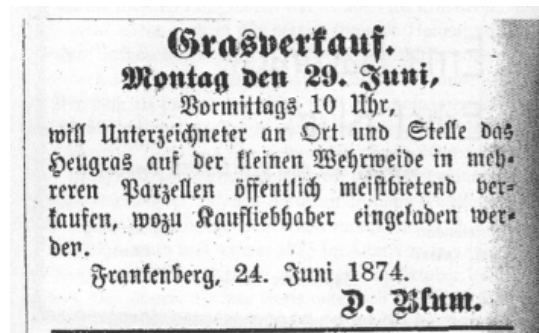 Grasverkauf.
Montag den 29. Juni,
Vormittags 10 Uhr,
will Unterzeichneter an Ort und Stelle das
Heugras auf der kleinen Wehrweide in meh-
reren Parzellen öffentlich meistbietend ver-
kaufen, wozu Kaufliebhaber eingeladen wer-
den.
Frankenberg, 24. Juni 1874.
D. Blum.